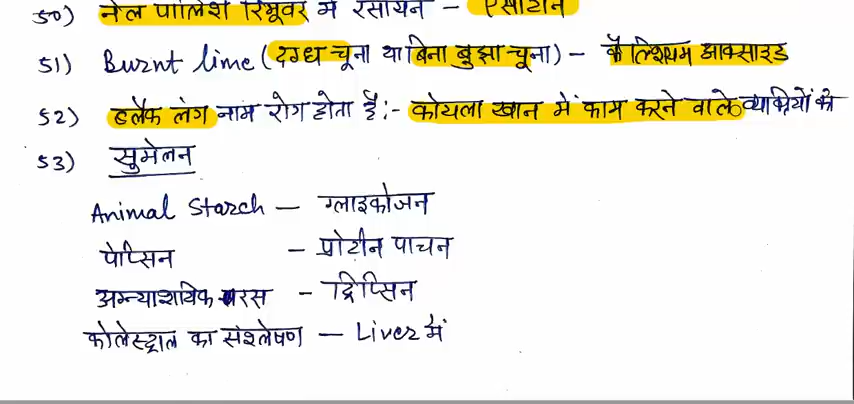 50) नेल पॉलिश रिमूवर में रसायन – एसीटोन
51) Burnt lime (दग्ध चूना या बिना बुझा चूना) – कैल्शियम आक्साइड
52) ब्लैक लंग नाम रोग होता है:- कोयला खान में काम करने वाले व्यक्तियों को
53) सुमेलन
Animal Starch – ग्लाइकोजन
पेप्सिन – प्रोटीन पाचन
अग्न्याशयिक रस – ट्रिप्सिन
कोलेस्ट्राल का संश्लेषण – Liver में